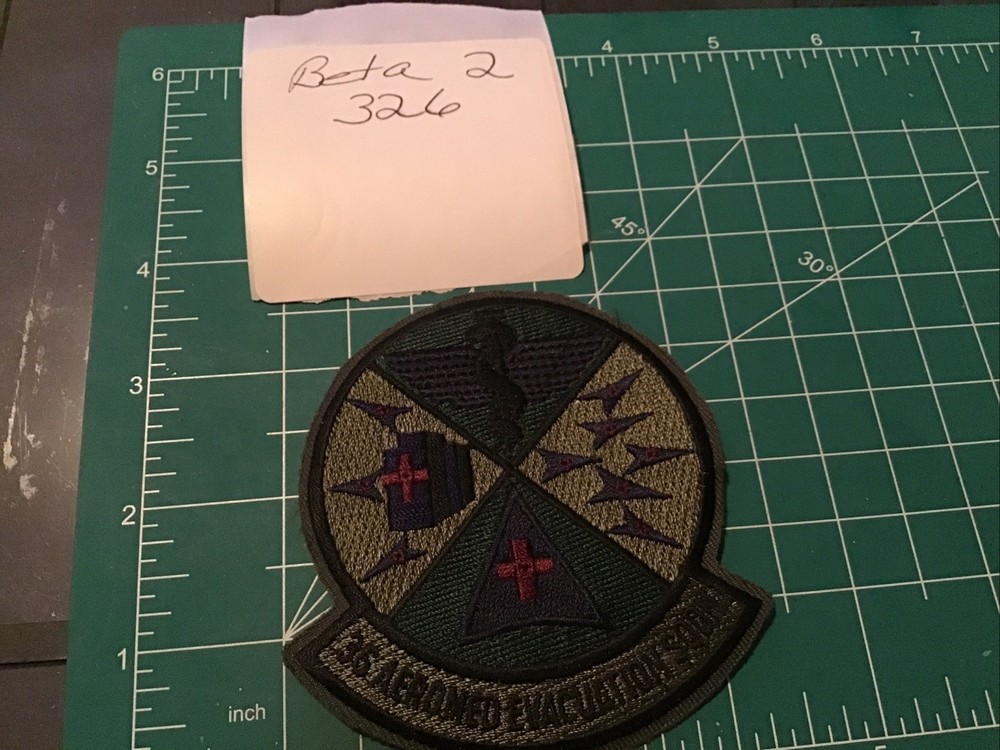 Beta 2
326
4 5 6 7
6
5
45°
30°
4
3
2
1
inch
36 AEROMED EVACUATION SQDN